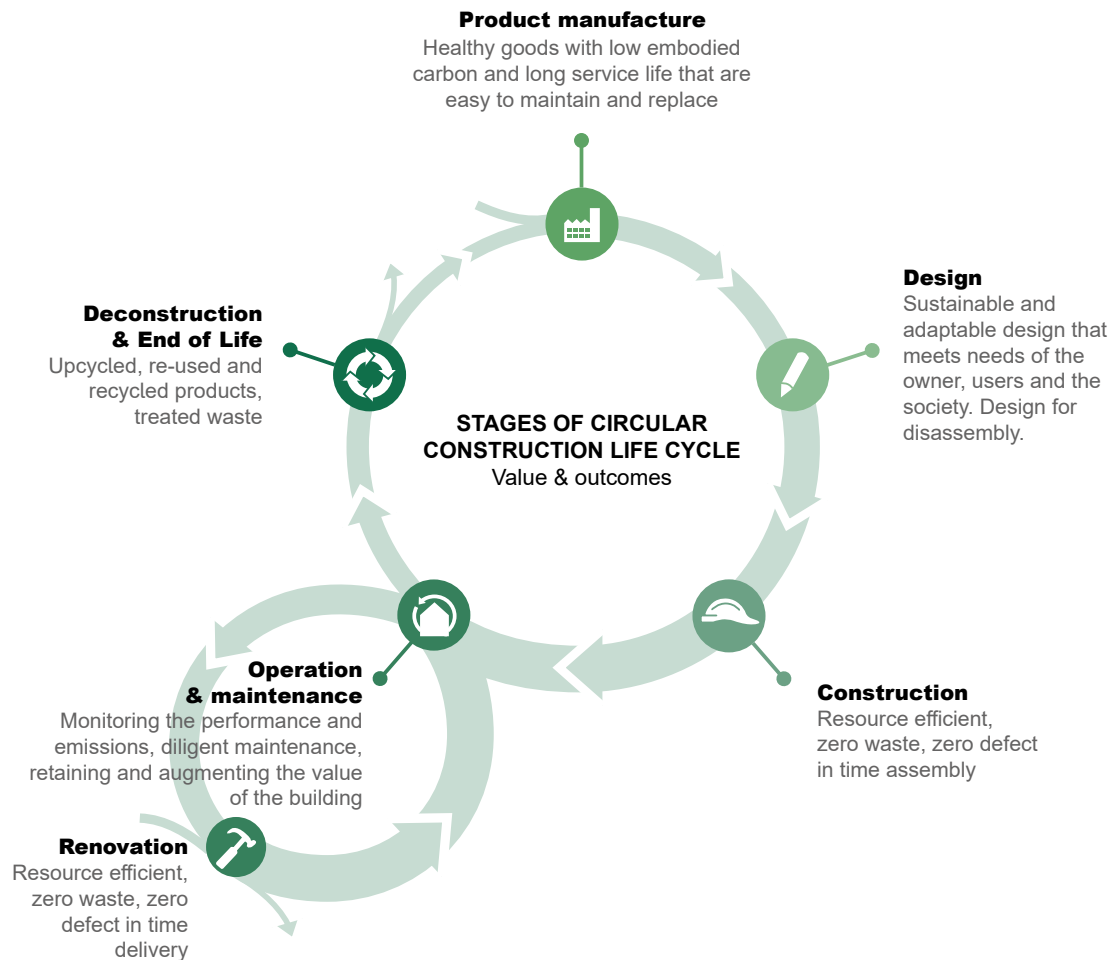 Product manufacture
Healthy goods with low embodied
carbon and long service life that are
easy to maintain and replace
Design
Sustainable and
adaptable design that
meets needs of the
owner, users and the
society. Design for
disassembly.
Deconstruction
& End of Life
Upcycled, re-used and
recycled products,
treated waste
STAGES OF CIRCULAR
CONSTRUCTION LIFE CYCLE
Value & outcomes
Operation
& maintenance
Monitoring the performance and
emissions, diligent maintenance,
retaining and augmenting the value
of the building
Construction
Resource efficient,
zero waste, zero defect
in time assembly
Renovation
Resource efficient,
zero waste, zero
defect in time
delivery